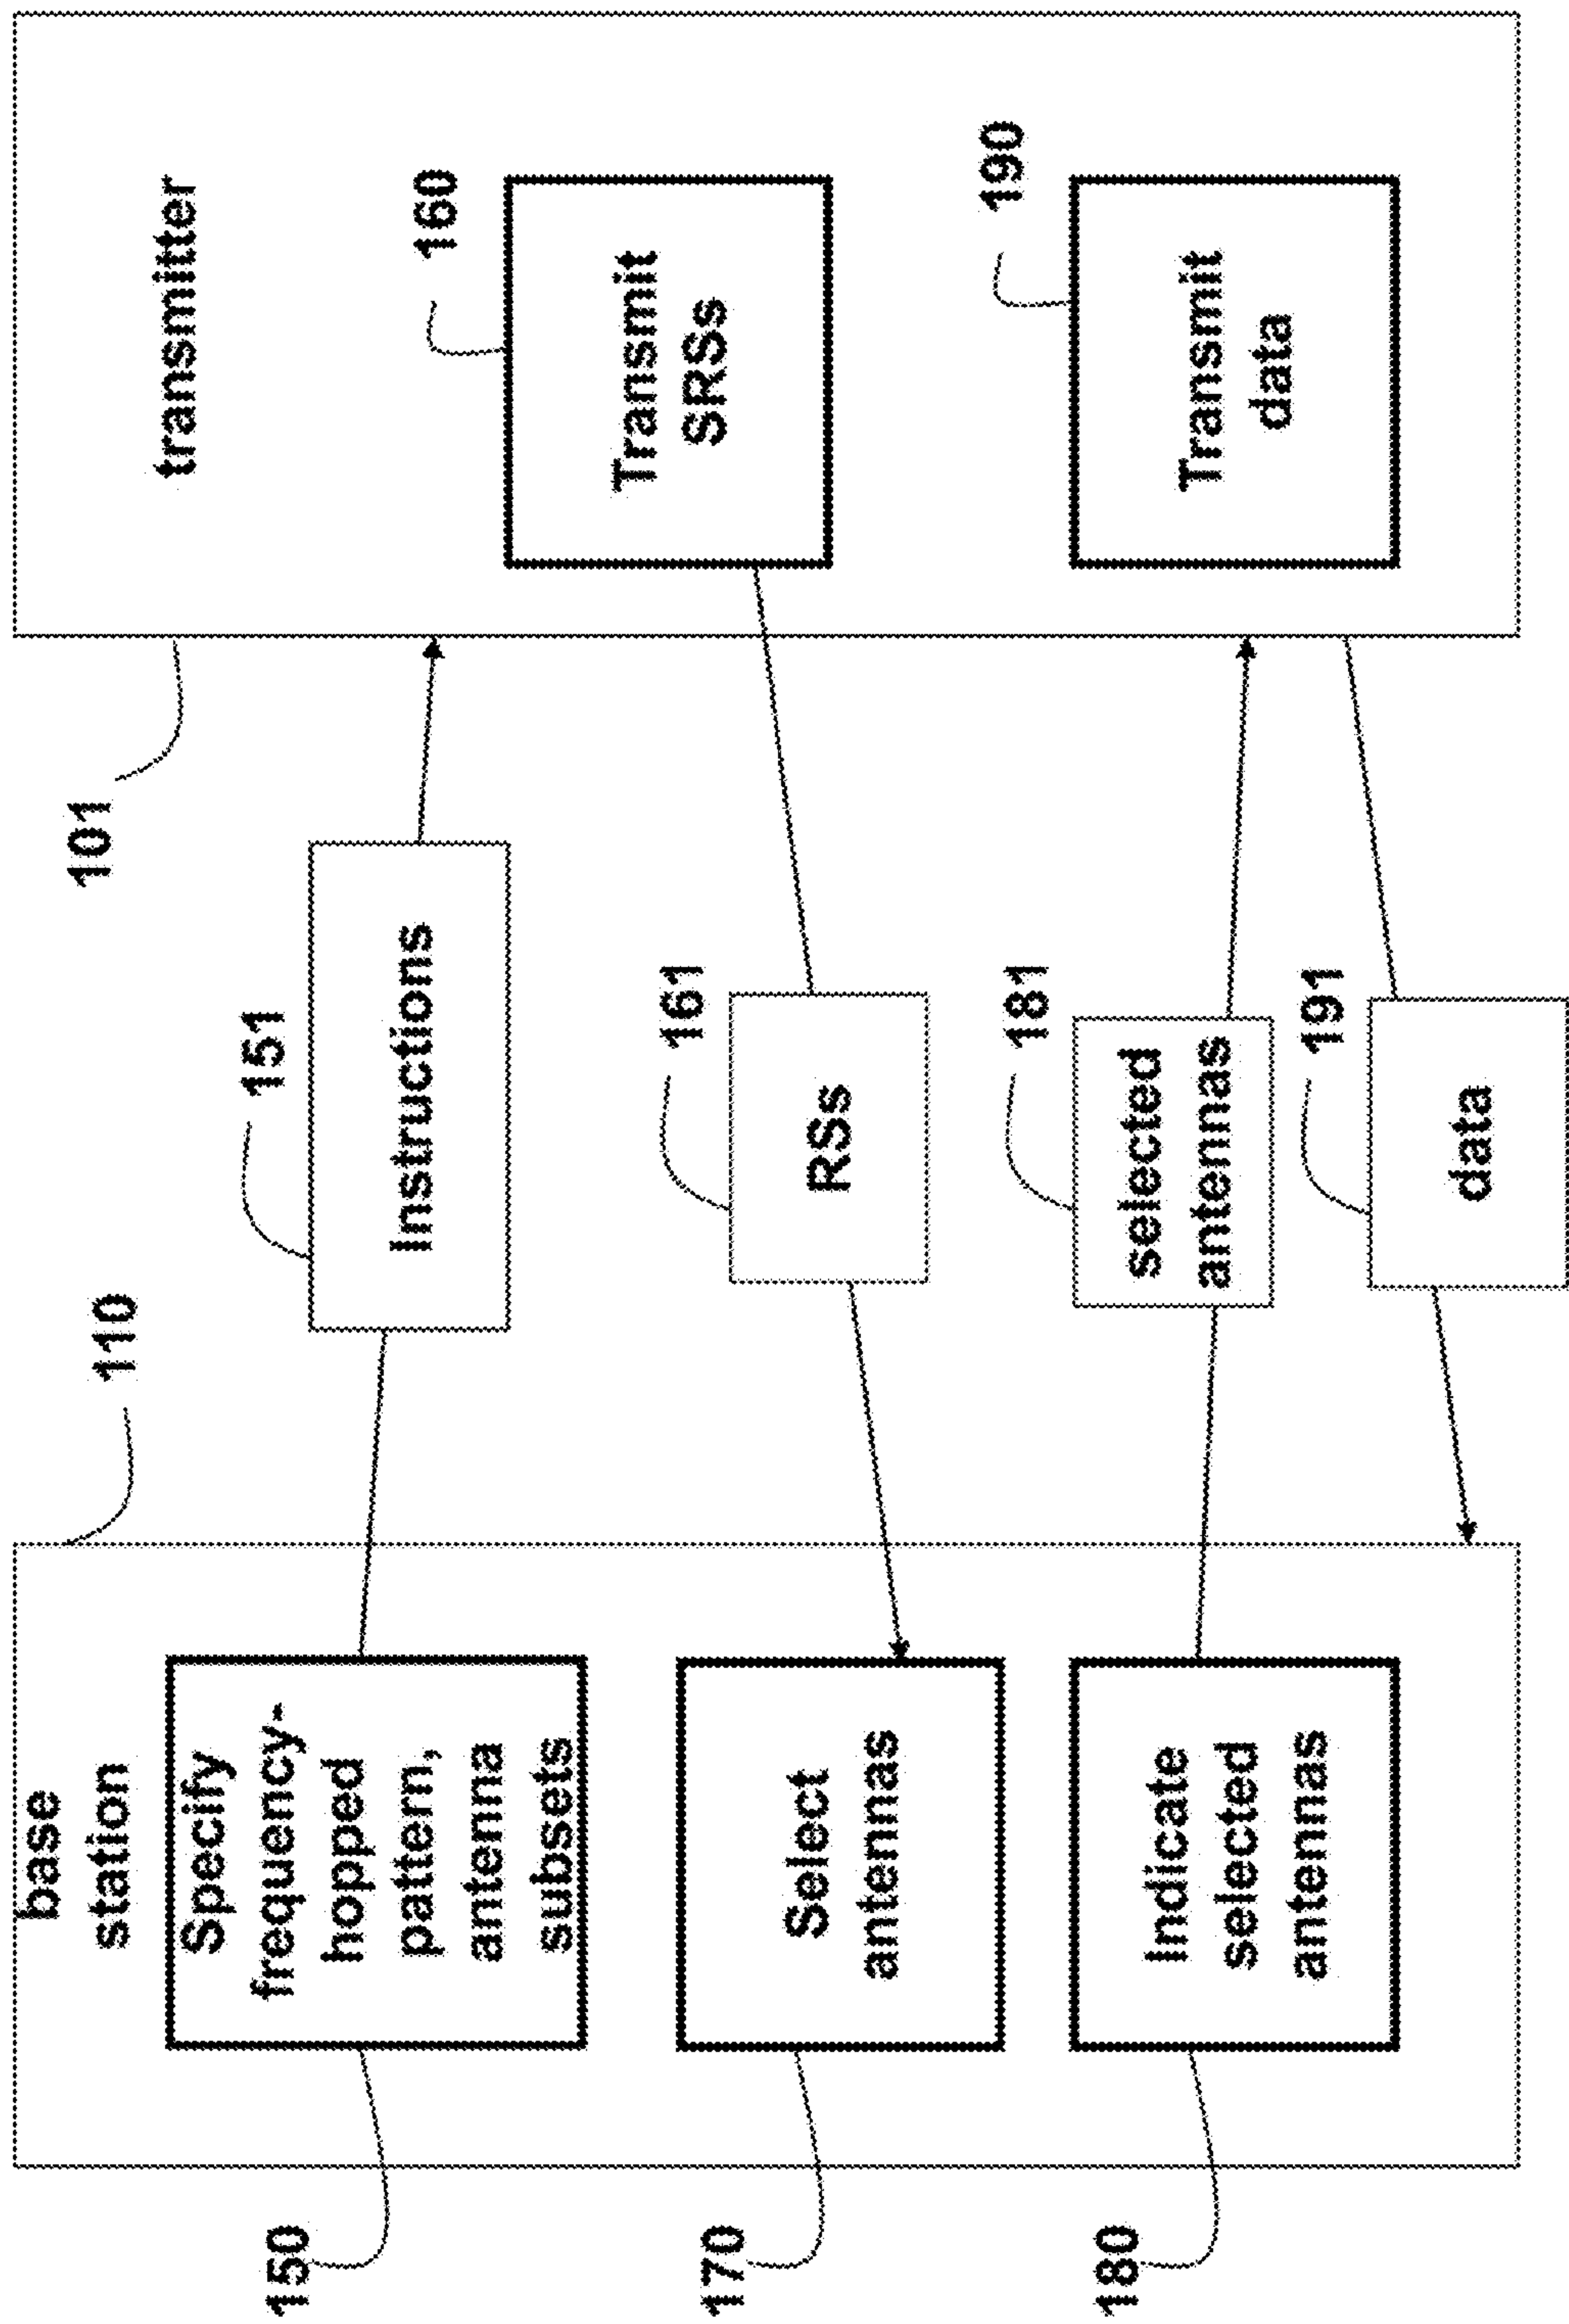 base
station
110
101
transmitter
150
Specify
frequency-
hopped
pattern,
antenna
subsets
151
Instructions
160
Transmit
SRSs
161
RSs
170
Select
antennas
180
Indicate
selected
antennas
181
selected
antennas
190
Transmit
data
191
data